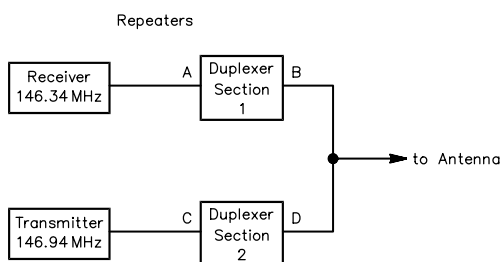 Repeaters
Receiver
146.34 MHz
A
Duplexer
Section
1
B
to Antenna
Transmitter
146.94 MHz
C
Duplexer
Section
2
D